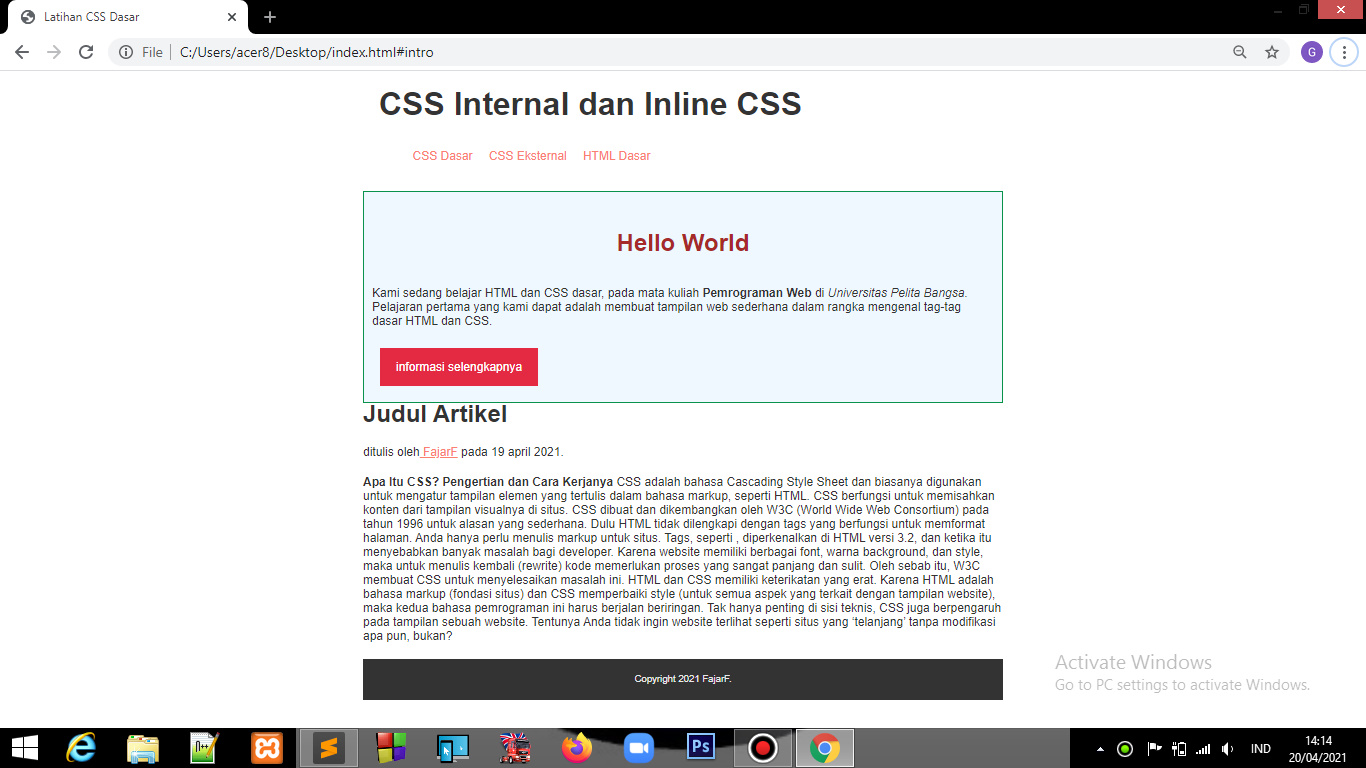 Latihan CSS Dasar
File
C:/Users/acer8/Desktop/index.html#intro
G
CSS Internal dan Inline CSS
CSS Dasar CSS Eksternal HTML Dasar
Hello World
Kami sedang belajar HTML dan CSS dasar, pada mata kuliah Pemrograman Web di Universitas Pelita Bangsa.
Pelajaran pertama yang kami dapat adalah membuat tampilan web sederhana dalam rangka mengenal tag-tag
dasar HTML dan CSS.
informasi selengkapnya
Judul Artikel
ditulis oleh FajarF pada 19 april 2021.
Apa Itu CSS? Pengertian dan Cara Kerjanya CSS adalah bahasa Cascading Style Sheet dan biasanya digunakan
untuk mengatur tampilan elemen yang tertulis dalam bahasa markup, seperti HTML. CSS berfungsi untuk memisahkan
konten dari tampilan visualnya di situs. CSS dibuat dan dikembangkan oleh W3C (World Wide Web Consortium) pada
tahun 1996 untuk alasan yang sederhana. Dulu HTML tidak dilengkapi dengan tags yang berfungsi untuk memformat
halaman. Anda hanya perlu menulis markup untuk situs. Tags, seperti , diperkenalkan di HTML versi 3.2, dan ketika itu
menyebabkan banyak masalah bagi developer. Karena website memiliki berbagai font, warna background, dan style,
maka untuk menulis kembali (rewrite) kode memerlukan proses yang sangat panjang dan sulit. Oleh sebab itu, W3C
membuat CSS untuk menyelesaikan masalah ini. HTML dan CSS memiliki keterikatan yang erat. Karena HTML adalah
bahasa markup (fondasi situs) dan CSS memperbaiki style (untuk semua aspek yang terkait dengan tampilan website),
maka kedua bahasa pemrograman ini harus berjalan beriringan. Tak hanya penting di sisi teknis, CSS juga berpengaruh
pada tampilan sebuah website. Tentunya Anda tidak ingin website terlihat seperti situs yang ‘telanjang’ tanpa modifikasi
apa pun, bukan?
Copyright 2021 FajarF.
Activate Windows
Go to PC settings to activate Windows.
Ps
IND
14:14
20/04/2021